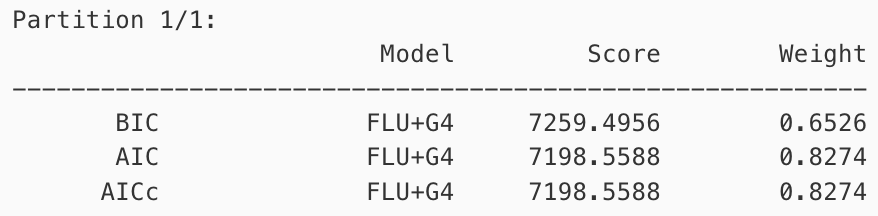 Partition 1/1:
Model Score Weight
----------------------------------------------------------
BIC FLU+G4 7259.4956 0.6526
AIC FLU+G4 7198.5588 0.8274
AICc FLU+G4 7198.5588 0.8274